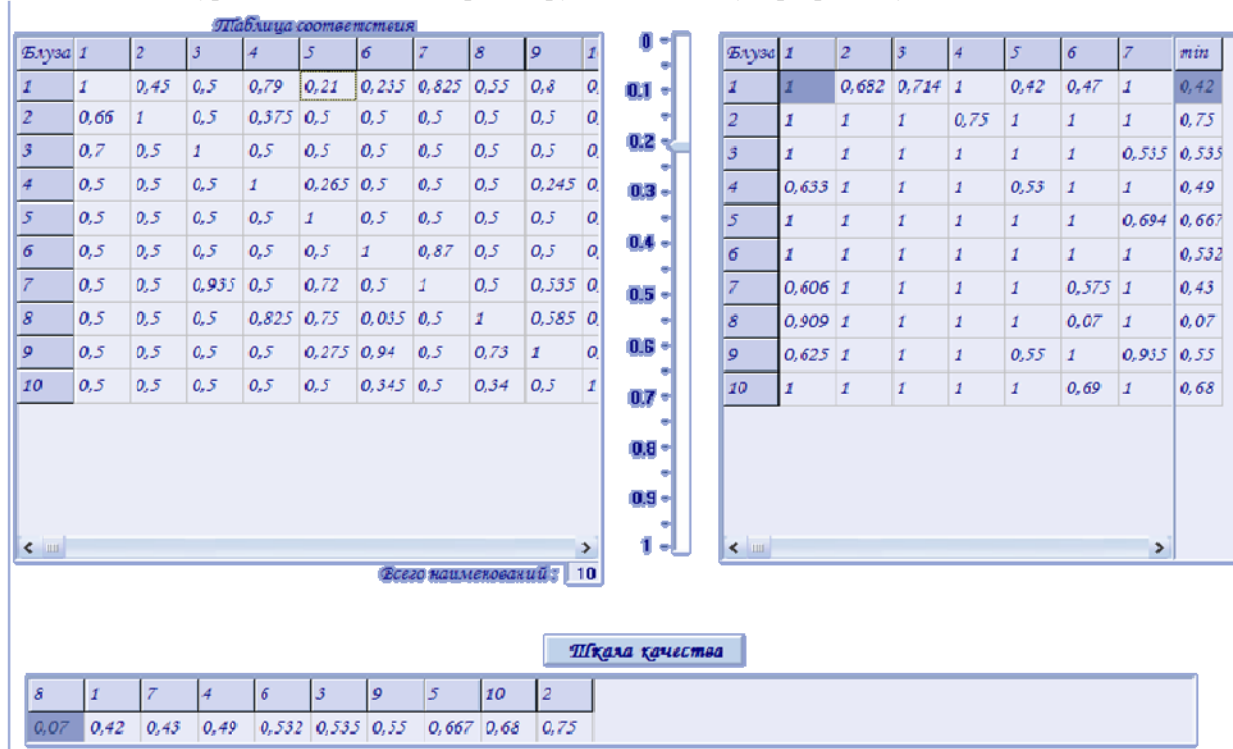 Таблица соответствия
Блуза 1 2 3 4 5 6 7 8 9 1
1 1 0,45 0,5 0,79 0,21 0,235 0,825 0,55 0,8 0,
2 0,66 1 0,5 0,375 0,5 0,5 0,5 0,5 0,5 0,
3 0,7 0,5 1 0,5 0,5 0,5 0,5 0,5 0,5 0,
4 0,5 0,5 0,5 1 0,265 0,5 0,5 0,5 0,245 0,
5 0,5 0,5 0,5 0,5 1 0,5 0,5 0,5 0,5 0,
6 0,5 0,5 0,5 0,5 0,5 1 0,87 0,5 0,5 0,
7 0,5 0,5 0,935 0,5 0,72 0,5 1 0,5 0,535 0,
8 0,5 0,5 0,5 0,825 0,75 0,035 0,5 1 0,585 0,
9 0,5 0,5 0,5 0,5 0,275 0,94 0,5 0,73 1 0,
10 0,5 0,5 0,5 0,5 0,5 0,345 0,5 0,34 0,5 1
Всего наименований : 10
0
0.1
0.2
0.3
0.4
0.5
0.6
0.7
0.8
0.9
1
Блуза 1 2 3 4 5 6 7 min
1 1 0,682 0,714 1 0,42 0,47 1 0,42
2 1 1 1 0,75 1 1 1 0,75
3 1 1 1 1 1 1 0,535 0,535
4 0,633 1 1 1 0,53 1 1 0,49
5 1 1 1 1 1 1 0,694 0,667
6 1 1 1 1 1 1 1 0,532
7 0,606 1 1 1 1 0,575 1 0,43
8 0,909 1 1 1 1 0,07 1 0,07
9 0,625 1 1 1 0,55 1 0,935 0,55
10 1 1 1 1 1 0,69 1 0,68
Шкала качества
8 1 7 4 6 3 9 5 10 2
0,07 0,42 0,43 0,49 0,532 0,535 0,55 0,667 0,68 0,75